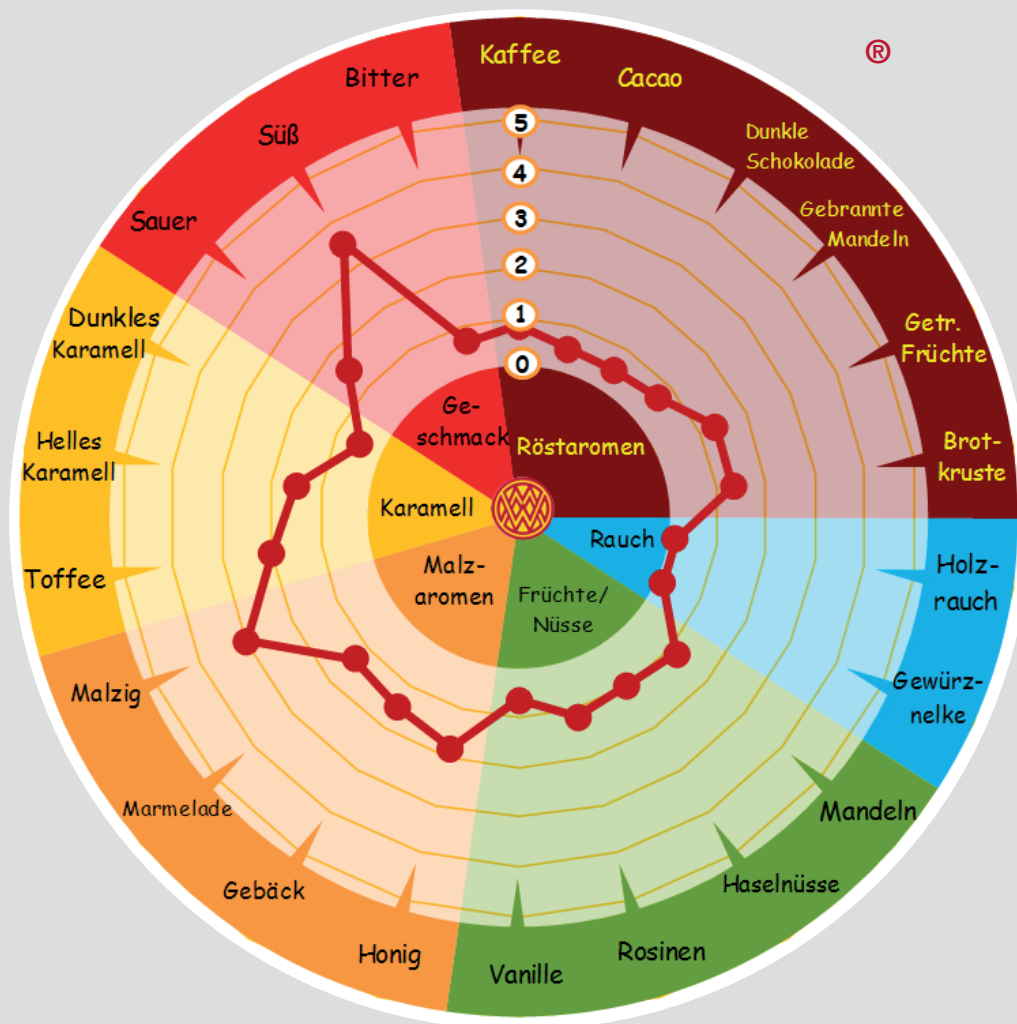 ®
Kaffee
Cacao
Dunkle
Schokolade
Gebrannte
Mandeln
Getr.
Früchte
Brot-
kruste
Holz-
rauch
Gewürz-
nelke
Mandeln
Haselnüsse
Rosinen
Vanille
Honig
Gebäck
Marmelade
Malzig
Toffee
Helles
Karamell
Dunkles
Karamell
Sauer
Süß
Bitter
5
4
3
2
1
0
Ge-
schmack
Röstaromen
Karamell
Rauch
Malz-
aromen
Früchte/
Nüsse